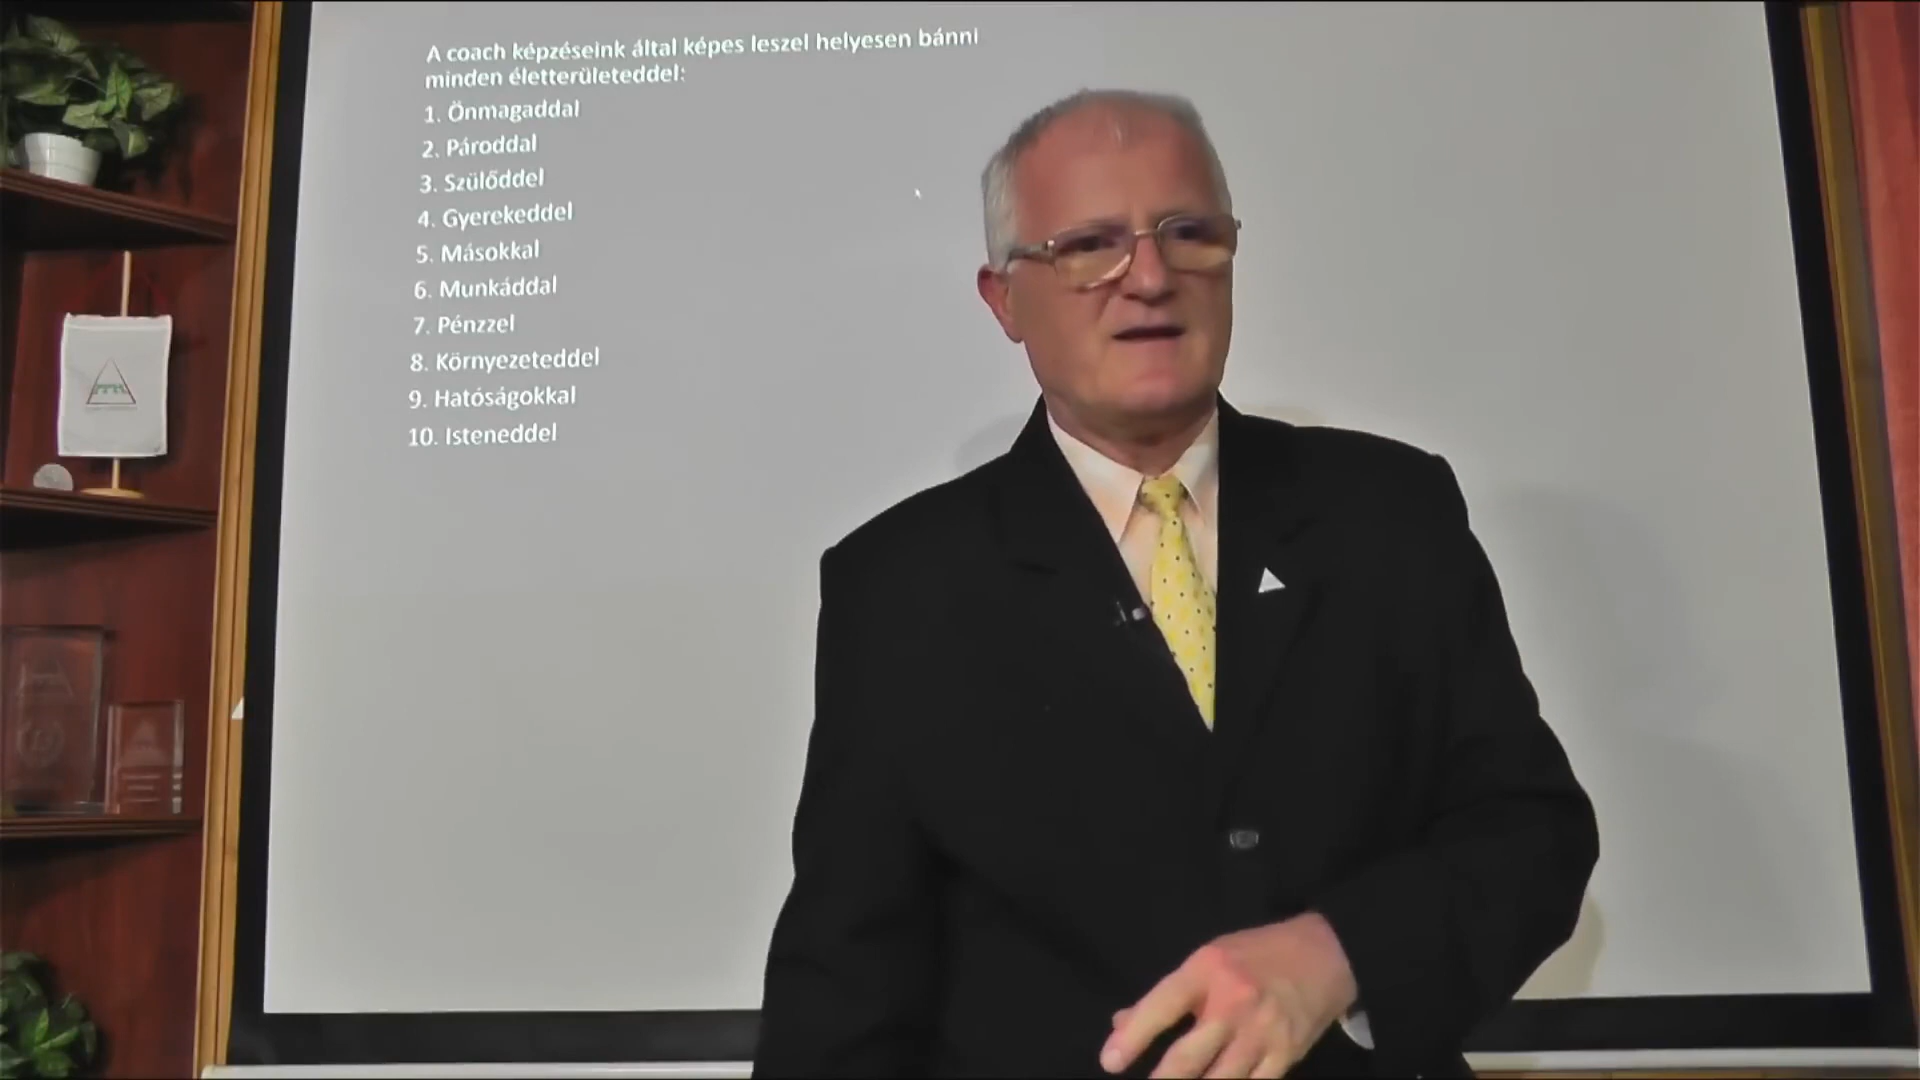 A coach képzéseink által képes leszel helyesen bánni
minden életterületeddel:
1. Önmagaddal
2. Pároddal
3. Szülőddel
4. Gyerekeddel
5. Másokkal
6. Munkáddal
7. Pénzzel
8. Környezeteddel
9. Hatóságokkal
10. Isteneddel